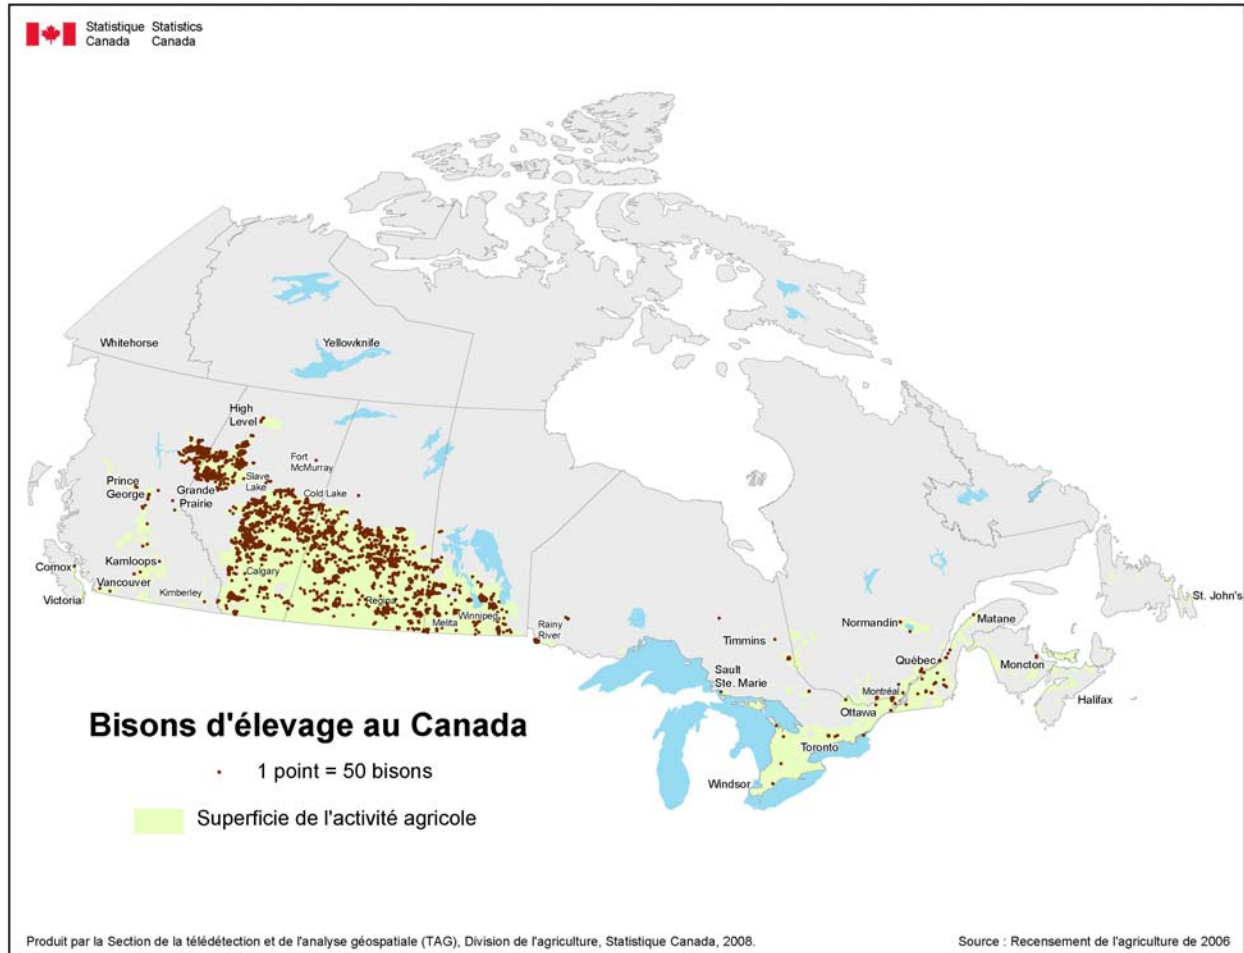 Statistique Statistics
Canada Canada
Whitehorse
Yellowknife
High
Level
Fort
McMurray
Slave
Lake
Cold Lake
Prince
George
Grande
Prairie
Comox
Kamloops
Vancouver
Victoria
Kimberley
Calgary
Regina
Melita
Winnipeg
Rainy
River
Timmins
Sault
Ste. Marie
Normandin
Matane
St. John's
Québec
Moncton
Montréal
Halifax
Ottawa
Toronto
Windsor
Bisons d'élevage au Canada
1 point = 50 bisons
Superficie de l'activité agricole
Produit par la Section de la télédétection et de l'analyse géospatiale (TAG), Division de l'agriculture, Statistique Canada, 2008.
Source : Recensement de l'agriculture de 2006